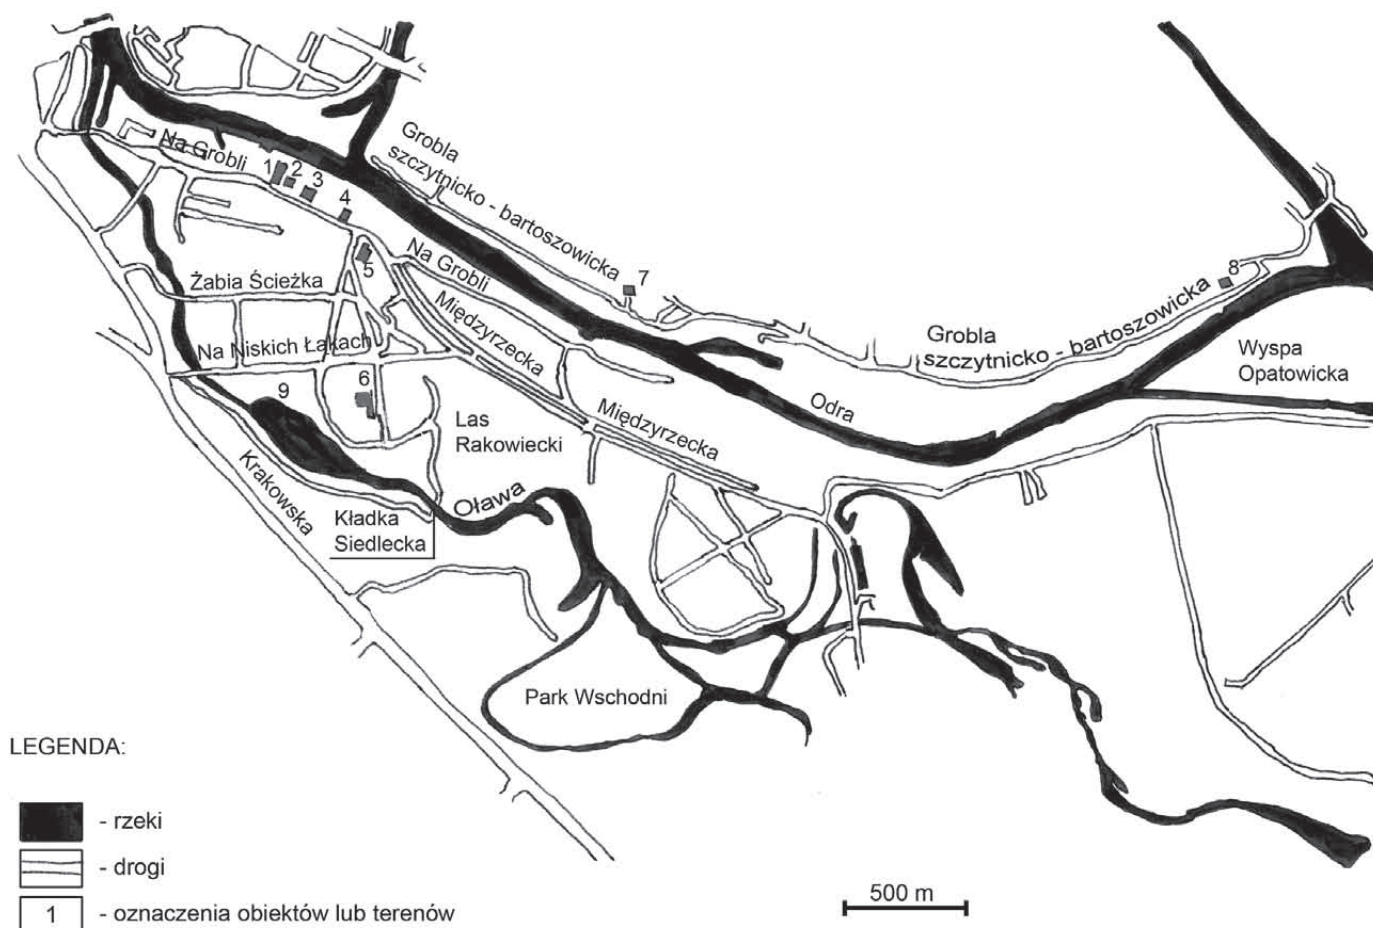 Na Grobli
1
2
3
4
5
Grobla
szczytnicko - bartoszowicka
7
8
Na Grobli
Żabia Ścieżka
Międzyrzecka
Na Niskich Łąkach
6
9
Las
Rakowiecki
Międzyrzecka
Odra
Grobla
szczytnicko - bartoszowicka
Wyspa
Opatowicka
Krakowska
Oława
Kładka
Siedlecka
Park Wschodni
LEGENDA:
- rzeki
- drogi
1 - oznaczenia obiektów lub terenów
500 m